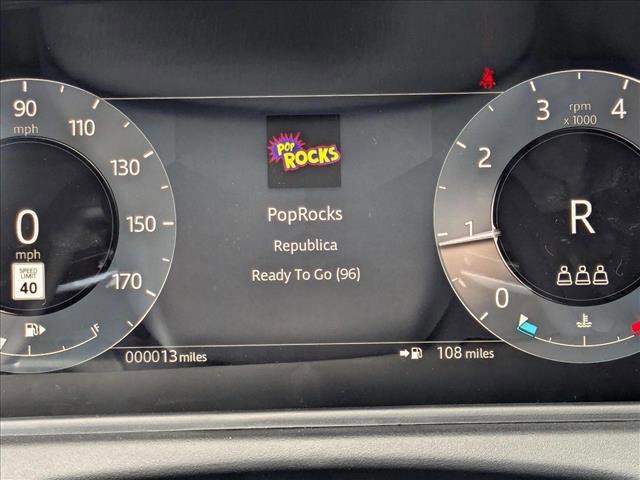 90
mph
110
130
150
170
0
mph
SPEED
LIMIT
40
F
POP
ROCKS
PopRocks
Republica
Ready To Go (96)
000013 miles
108 miles
rpm
x 1000
0
1
2
3
4
R